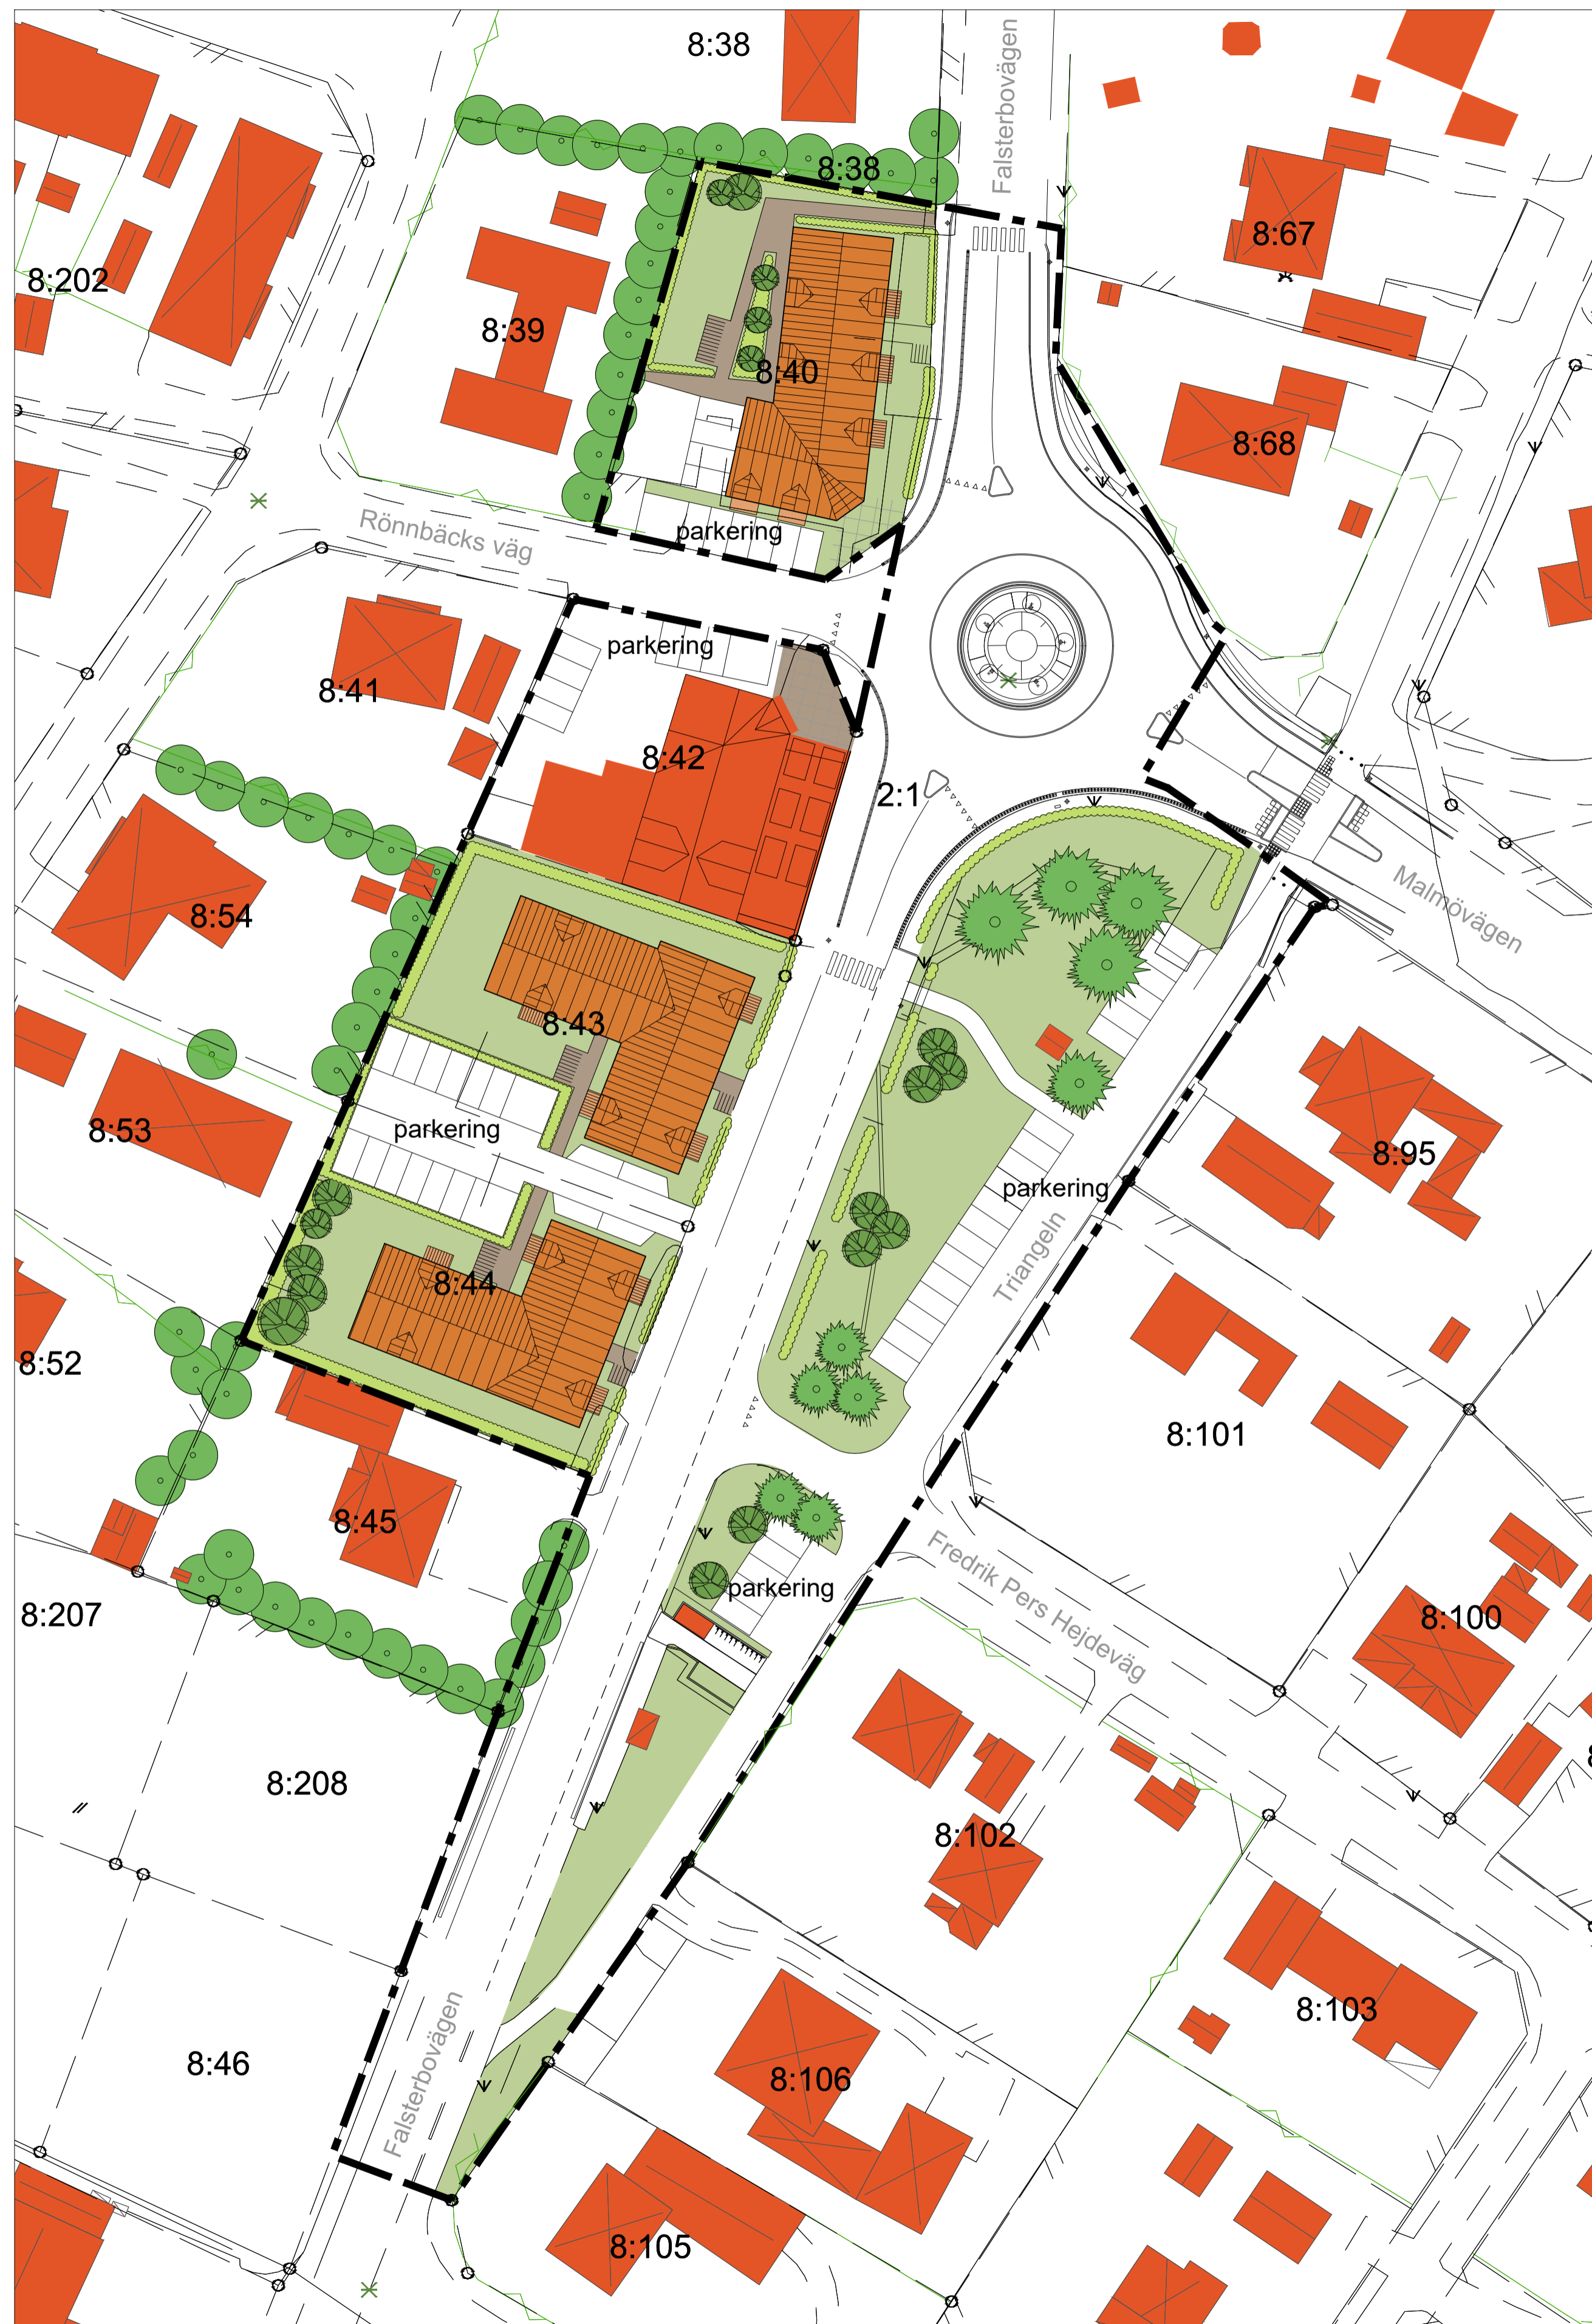 8:38
Falsterbovägen
8:38
8:67
8:202
8:39
8:40
8:68
Rönnbäcks väg
parkering
parkering
8:41
8:42
2:1
Malmövägen
8:54
8:43
8:53
parkering
8:95
parkering
Triangeln
8:44
8:52
8:101
8:45
Fredrik Pers Hejdeväg
parkering
8:207
8:100
8:208
8:102
8:103
Falsterbovägen
8:46
8:106
8:105